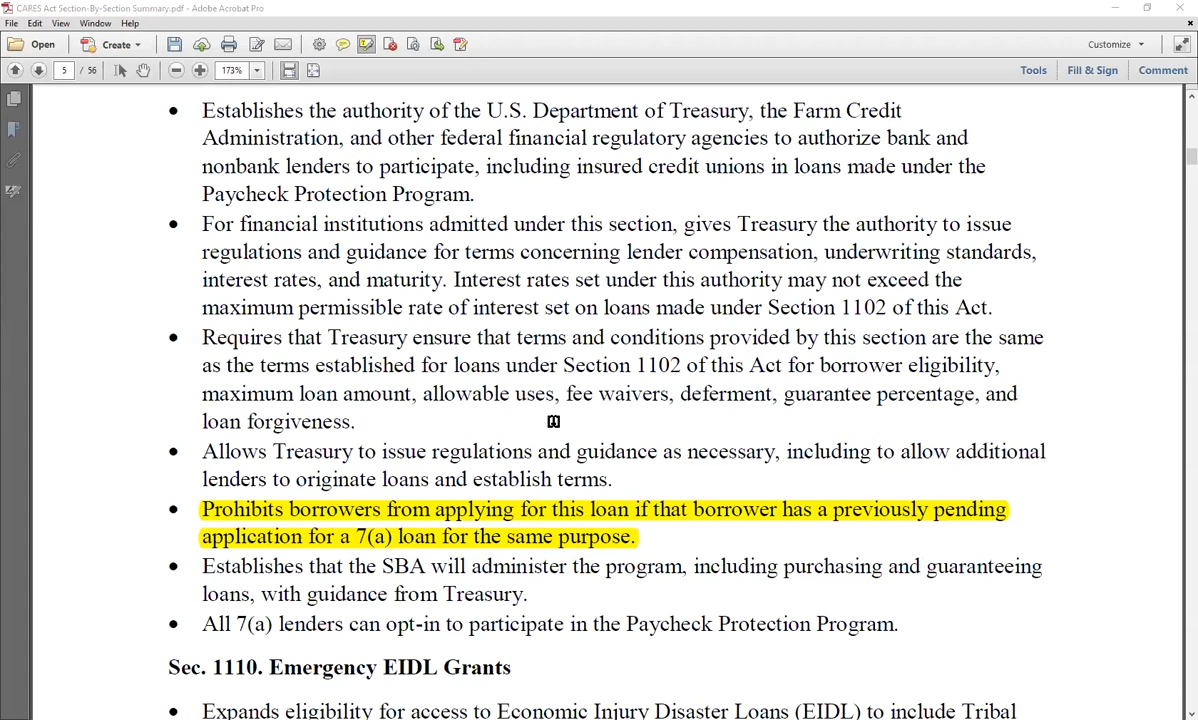 CARES Act Section-By-Section Summary.pdf - Adobe Acrobat Pro
File Edit View Window Help
Open Create Customize
5 / 56 173% Tools Fill & Sign Comment
• Establishes the authority of the U.S. Department of Treasury, the Farm Credit
Administration, and other federal financial regulatory agencies to authorize bank and
nonbank lenders to participate, including insured credit unions in loans made under the
Paycheck Protection Program.
• For financial institutions admitted under this section, gives Treasury the authority to issue
regulations and guidance for terms concerning lender compensation, underwriting standards,
interest rates, and maturity. Interest rates set under this authority may not exceed the
maximum permissible rate of interest set on loans made under Section 1102 of this Act.
• Requires that Treasury ensure that terms and conditions provided by this section are the same
as the terms established for loans under Section 1102 of this Act for borrower eligibility,
maximum loan amount, allowable uses, fee waivers, deferment, guarantee percentage, and
loan forgiveness.
• Allows Treasury to issue regulations and guidance as necessary, including to allow additional
lenders to originate loans and establish terms.
• Prohibits borrowers from applying for this loan if that borrower has a previously pending
application for a 7(a) loan for the same purpose.
• Establishes that the SBA will administer the program, including purchasing and guaranteeing
loans, with guidance from Treasury.
• All 7(a) lenders can opt-in to participate in the Paycheck Protection Program.
Sec. 1110. Emergency EIDL Grants
• Expands eligibility for access to Economic Injury Disaster Loans (EIDL) to include Tribal